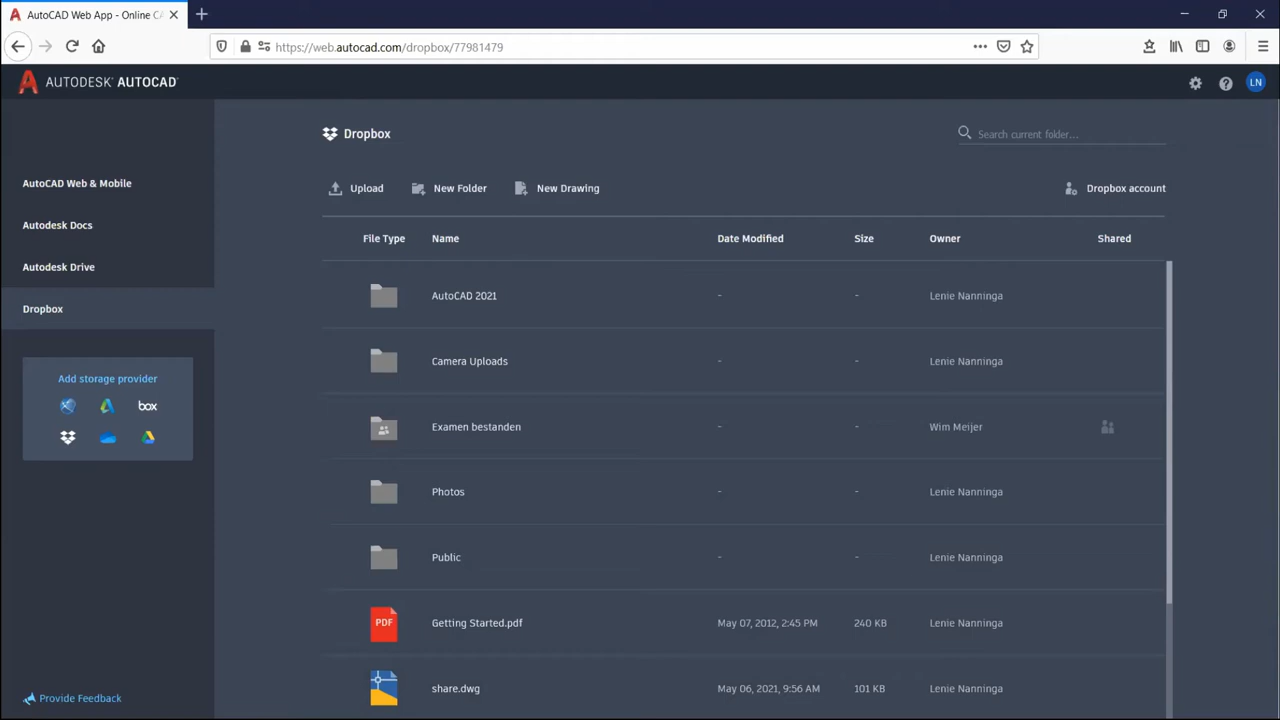 AutoCAD Web App - Online CA
https://web.autocad.com/dropbox/77981479
AUTODESK® AUTOCAD®
LN
Dropbox
Search current folder...
AutoCAD Web & Mobile
Upload New Folder New Drawing Dropbox account
Autodesk Docs
File Type Name Date Modified Size Owner Shared
Autodesk Drive
AutoCAD 2021 - - Lenie Nanninga
Dropbox
Camera Uploads - - Lenie Nanninga
Add storage provider
box
Examen bestanden - - Wim Meijer
Photos - - Lenie Nanninga
Public - - Lenie Nanninga
PDF Getting Started.pdf May 07, 2012, 2:45 PM 240 KB Lenie Nanninga
share.dwg May 06, 2021, 9:56 AM 101 KB Lenie Nanninga
Provide Feedback